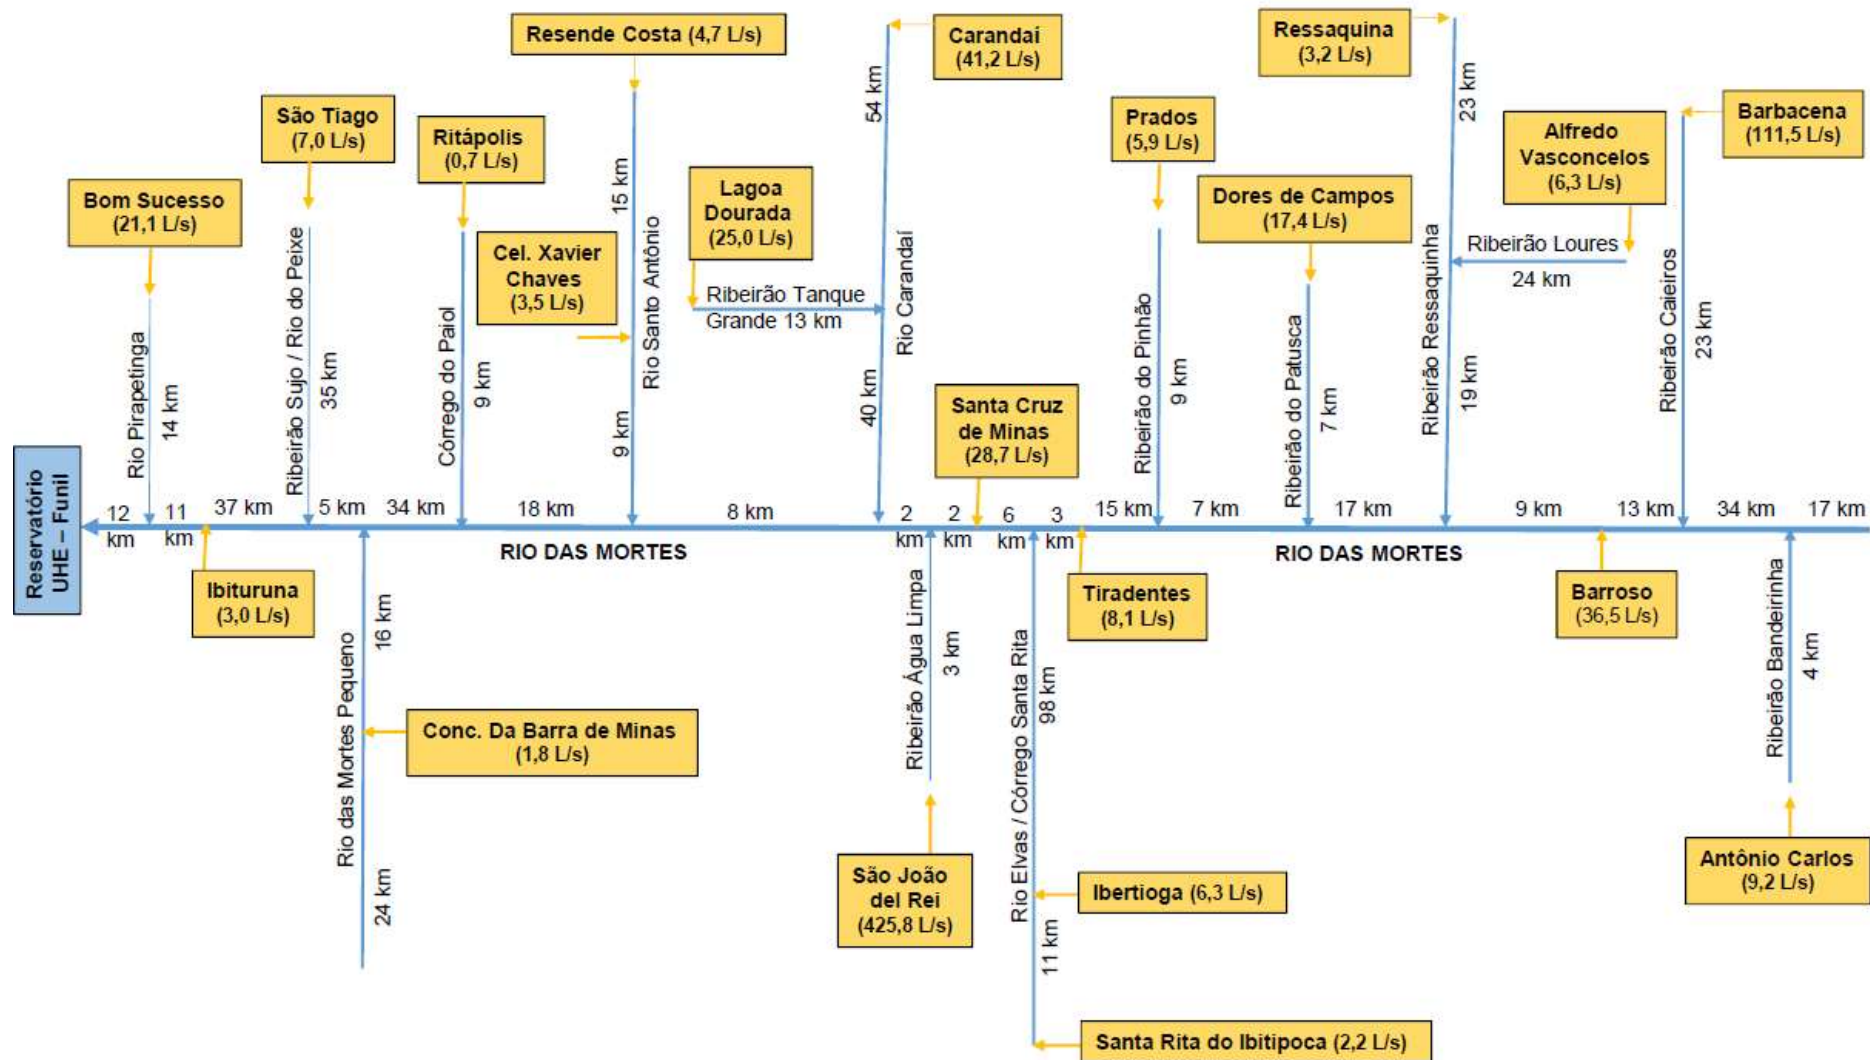 Resende Costa (4,7 L/s)
Carandaí
(41,2 L/s)
Ressaquina
(3,2 L/s)
São Tiago
(7,0 L/s)
Ritápolis
(0,7 L/s)
Prados
(5,9 L/s)
Alfredo
Vasconcelos
(6,3 L/s)
Barbacena
(111,5 L/s)
Bom Sucesso
(21,1 L/s)
Lagoa
Dourada
(25,0 L/s)
Dores de Campos
(17,4 L/s)
Cel. Xavier
Chaves
(3,5 L/s)
Santa Cruz
de Minas
(28,7 L/s)
54 km
23 km
15 km
Ribeirão Loures
24 km
Ribeirão Tanque
Grande 13 km
Rio Pirapetinga
14 km
Ribeirão Sujo / Rio do Peixe
35 km
Córrego do Paiol
9 km
Rio Santo Antônio
9 km
Rio Carandaí
40 km
Ribeirão do Pinhão
9 km
Ribeirão do Patusca
7 km
Ribeirão Ressaquinha
19 km
Ribeirão Caieiros
23 km
Reservatório
UHE – Funil
12
km
11
km
37 km
5 km
34 km
18 km
8 km
2
km
2
km
6
km
3
km
15 km
7 km
17 km
9 km
13 km
34 km
17 km
RIO DAS MORTES
RIO DAS MORTES
Ibituruna
(3,0 L/s)
Tiradentes
(8,1 L/s)
Barroso
(36,5 L/s)
Rio das Mortes Pequeno
16 km
24 km
Ribeirão Água Limpa
3 km
Rio Elvas / Córrego Santa Rita
98 km
11 km
Ribeirão Bandeirinha
4 km
Conc. Da Barra de Minas
(1,8 L/s)
São João
del Rei
(425,8 L/s)
Ibertioga (6,3 L/s)
Antônio Carlos
(9,2 L/s)
Santa Rita do Ibitipoca (2,2 L/s)